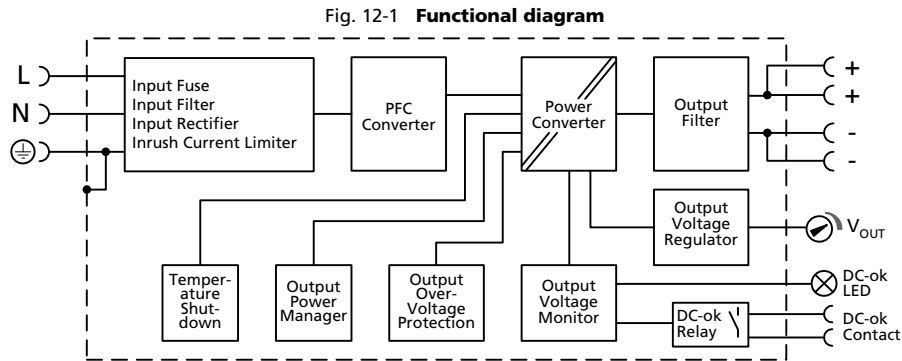 Fig. 12-1 Functional diagram
L
N
Input Fuse
Input Filter
Input Rectifier
Inrush Current Limiter
PFC
Converter
Power
Converter
Output
Filter
+
+
-
-
Output
Voltage
Regulator
VOUT
Temper-
ature
Shut-
down
Output
Power
Manager
Output
Over-
Voltage
Protection
Output
Voltage
Monitor
DC-ok
Relay
DC-ok
LED
DC-ok
Contact